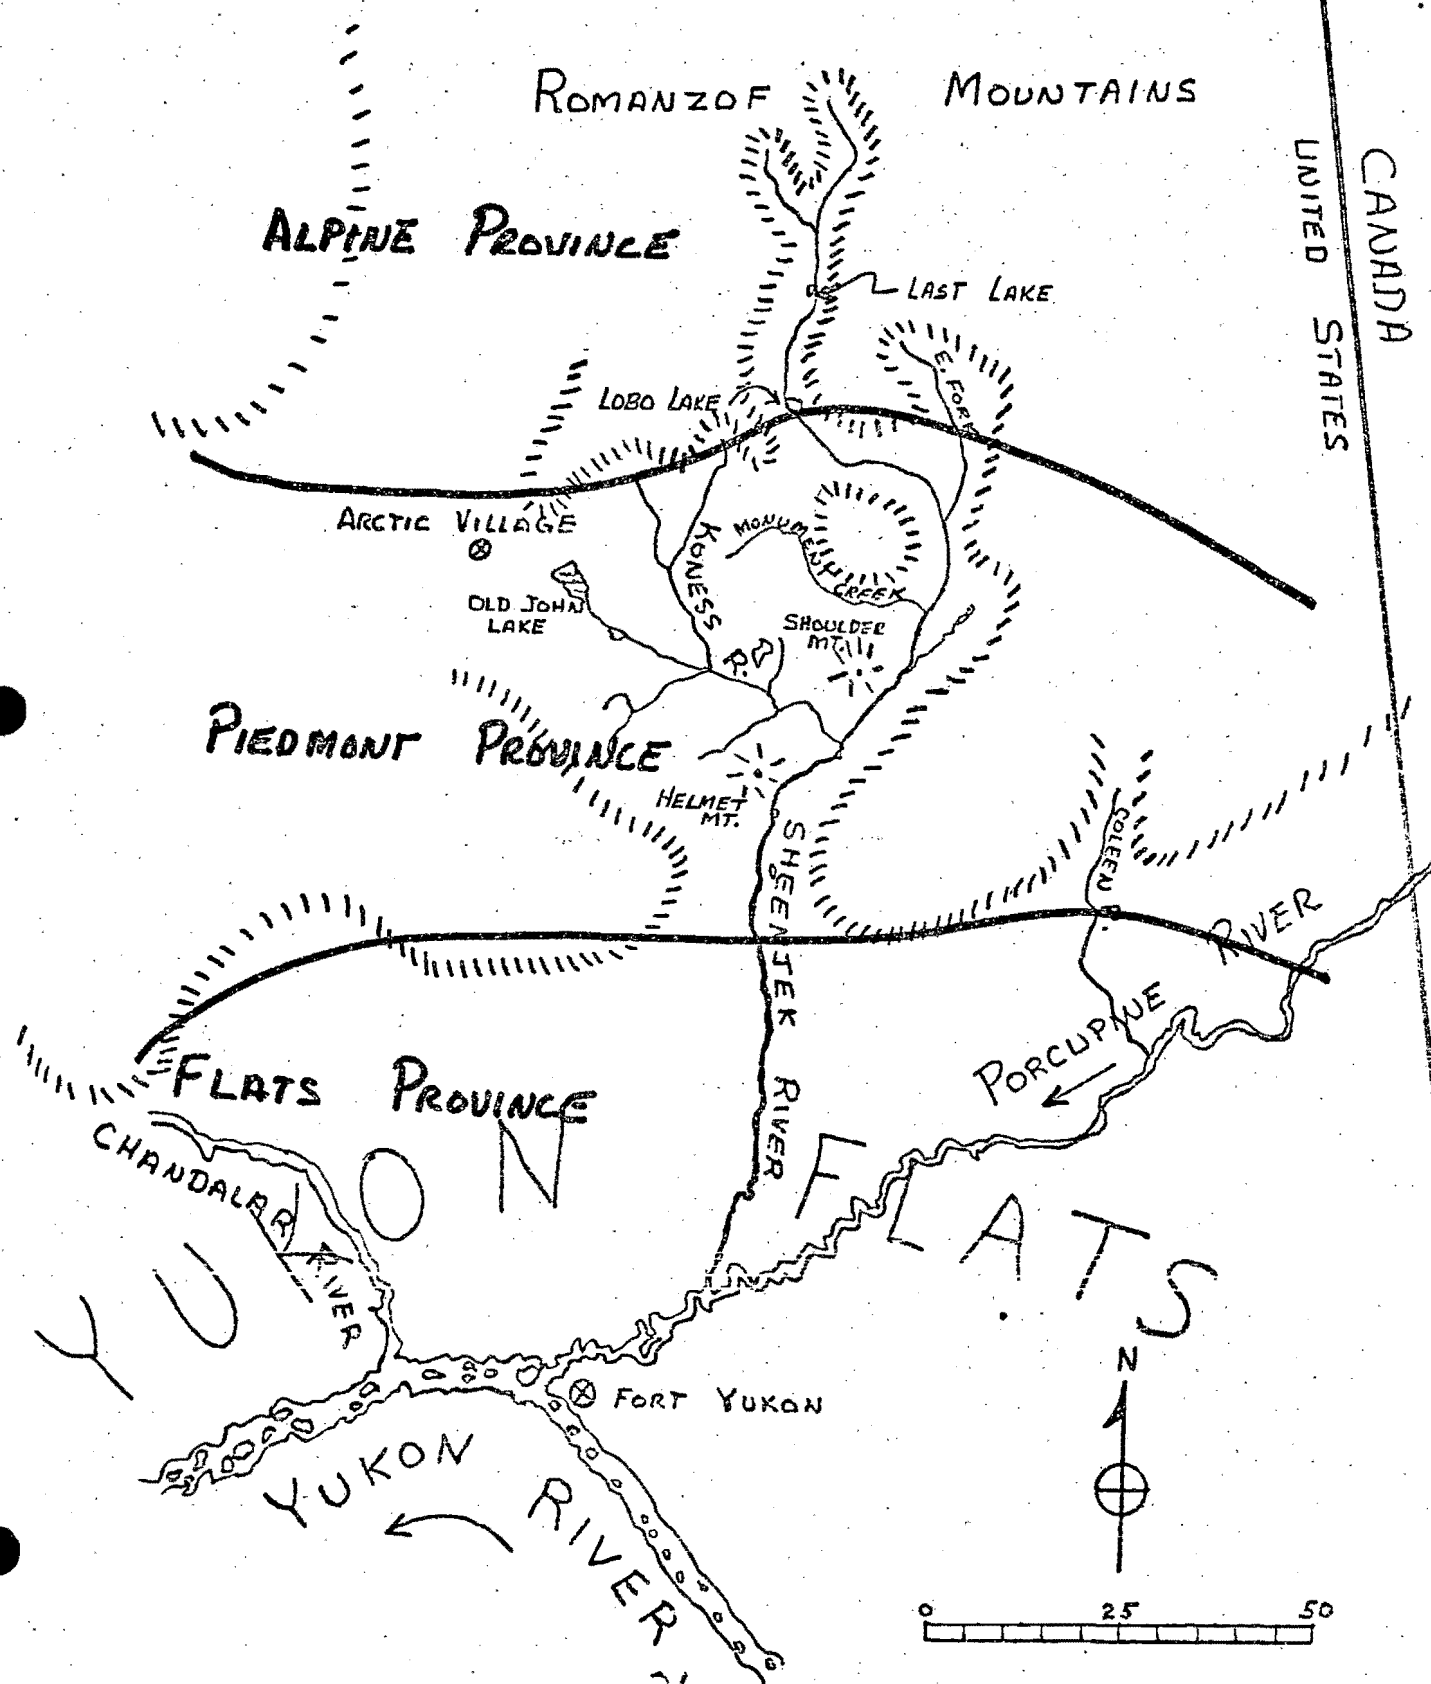 ROMANZOF MOUNTAINS
CANADA
UNITED STATES
ALPINE PROVINCE
LAST LAKE
E. FORK
LOBO LAKE
ARCTIC VILLAGE
MONUMENT CREEK
KONESS R.
OLD JOHN
LAKE
SHOULDER
MT.
PIEDMONT PROVINCE
HELMET
MT.
SHEENJEK RIVER
COLEEN R.
PORCUPINE RIVER
FLATS PROVINCE
CHANDALAR RIVER
YUKON FLATS
N
FORT YUKON
YUKON RIVER
0 25 50